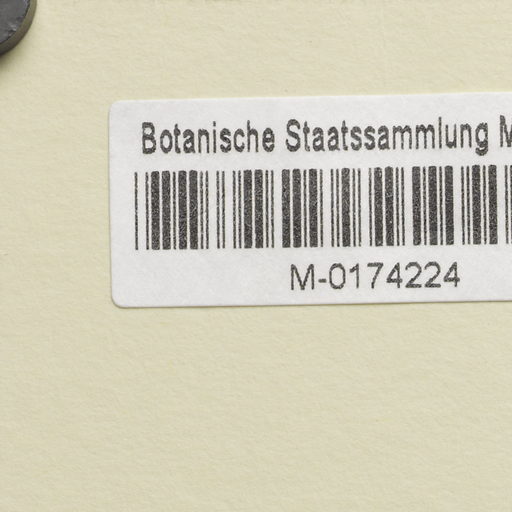 Botanische Staatssammlung M
M-0174224